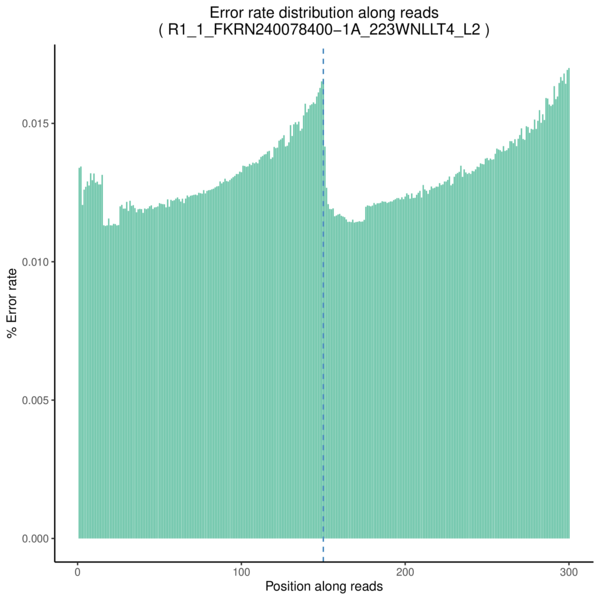 Error rate distribution along reads
( R1_1_FKRN240078400−1A_223WNLLT4_L2 )
% Error rate
0.015
0.010
0.005
0.000
0 100 200 300
Position along reads